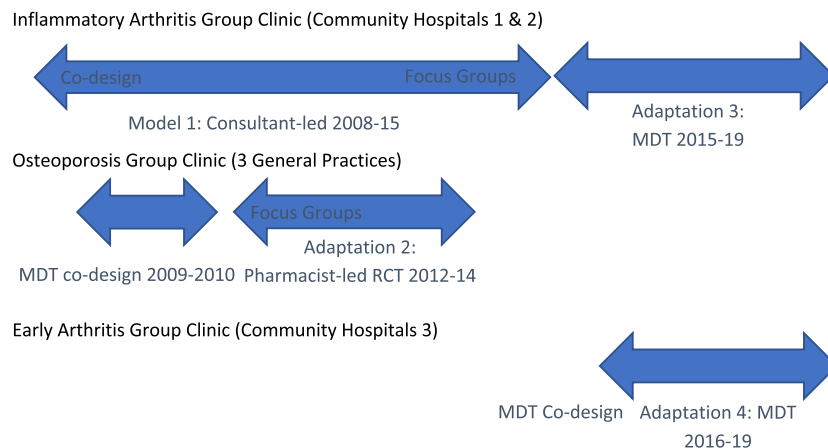 Inflammatory Arthritis Group Clinic (Community Hospitals 1 & 2)
Co-design
Focus Groups
Model 1: Consultant-led 2008-15
Adaptation 3:
MDT 2015-19
Osteoporosis Group Clinic (3 General Practices)
Focus Groups
MDT co-design 2009-2010
Adaptation 2:
Pharmacist-led RCT 2012-14
Early Arthritis Group Clinic (Community Hospitals 3)
MDT Co-design
Adaptation 4: MDT
2016-19